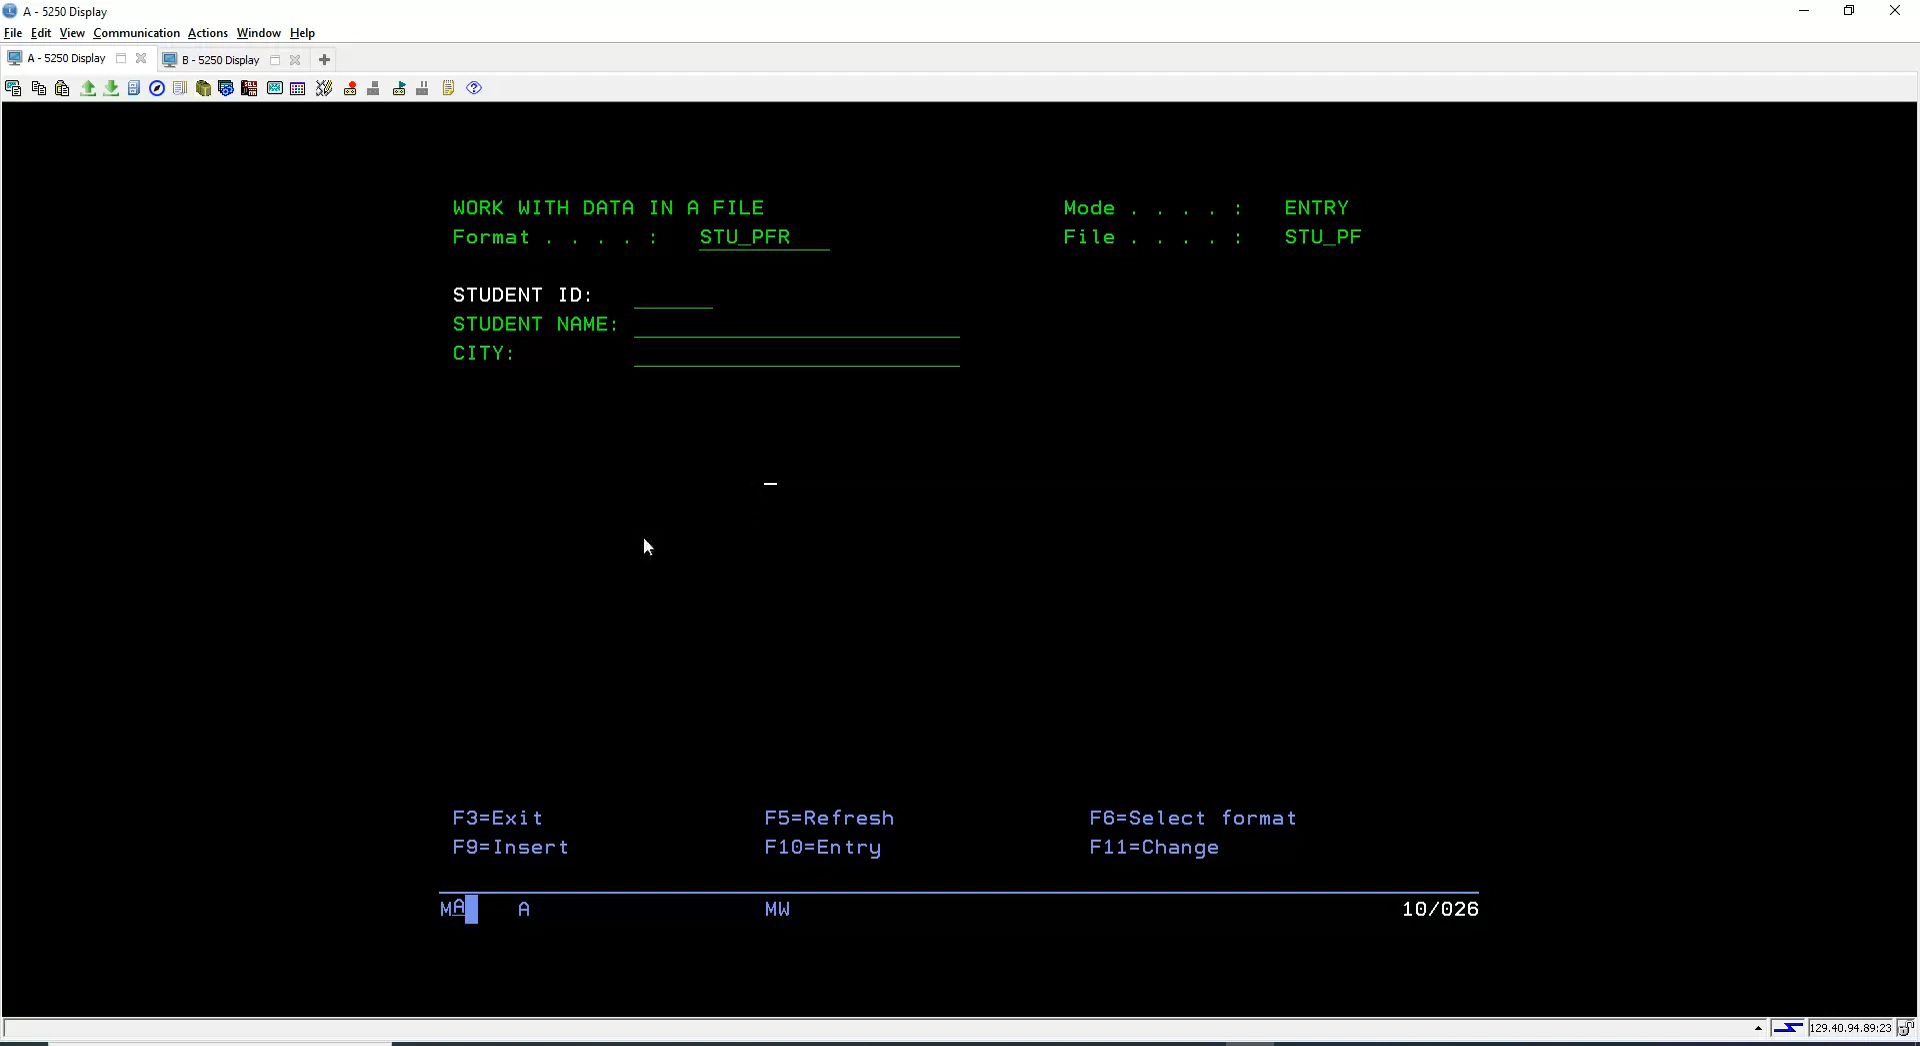 A - 5250 Display
File Edit View Communication Actions Window Help
A - 5250 Display B - 5250 Display
WORK WITH DATA IN A FILE Mode . . . . : ENTRY
Format . . . . : STU_PFR File . . . . : STU_PF
STUDENT ID:
STUDENT NAME:
CITY:
F3=Exit F5=Refresh F6=Select format
F9=Insert F10=Entry F11=Change
MA A MW 10/026
129.40.94.89:23